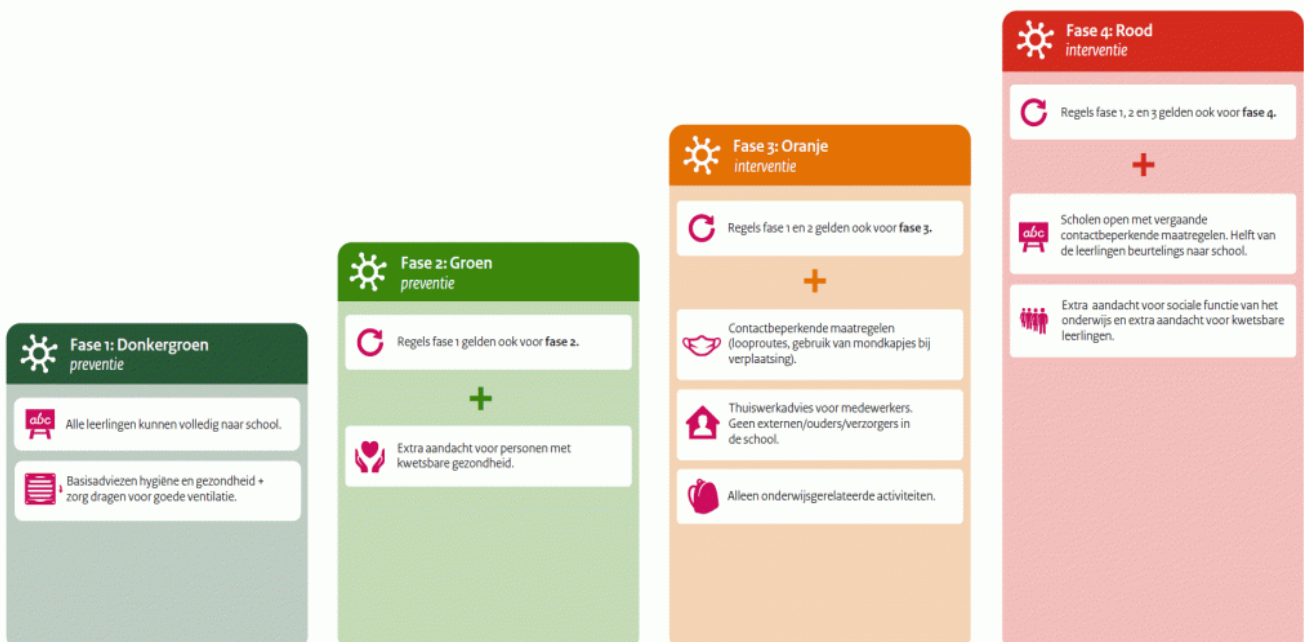 Fase 1: Donkergroen
preventie
abc
Alle leerlingen kunnen volledig naar school.
Basisadviezen hygiëne en gezondheid +
zorg dragen voor goede ventilatie.
Fase 2: Groen
preventie
Regels fase 1 gelden ook voor fase 2.
+
Extra aandacht voor personen met
kwetsbare gezondheid.
Fase 3: Oranje
interventie
Regels fase 1 en 2 gelden ook voor fase 3.
+
Contactbeperkende maatregelen
(looproutes, gebruik van mondkapjes bij
verplaatsing).
Thuiswerkadvies voor medewerkers.
Geen externen/ouders/verzorgers in
de school.
Alleen onderwijsgerelateerde activiteiten.
Fase 4: Rood
interventie
Regels fase 1, 2 en 3 gelden ook voor fase 4.
+
abc
Scholen open met vergaande
contactbeperkende maatregelen. Helft van
de leerlingen beurtelings naar school.
Extra aandacht voor sociale functie van het
onderwijs en extra aandacht voor kwetsbare
leerlingen.